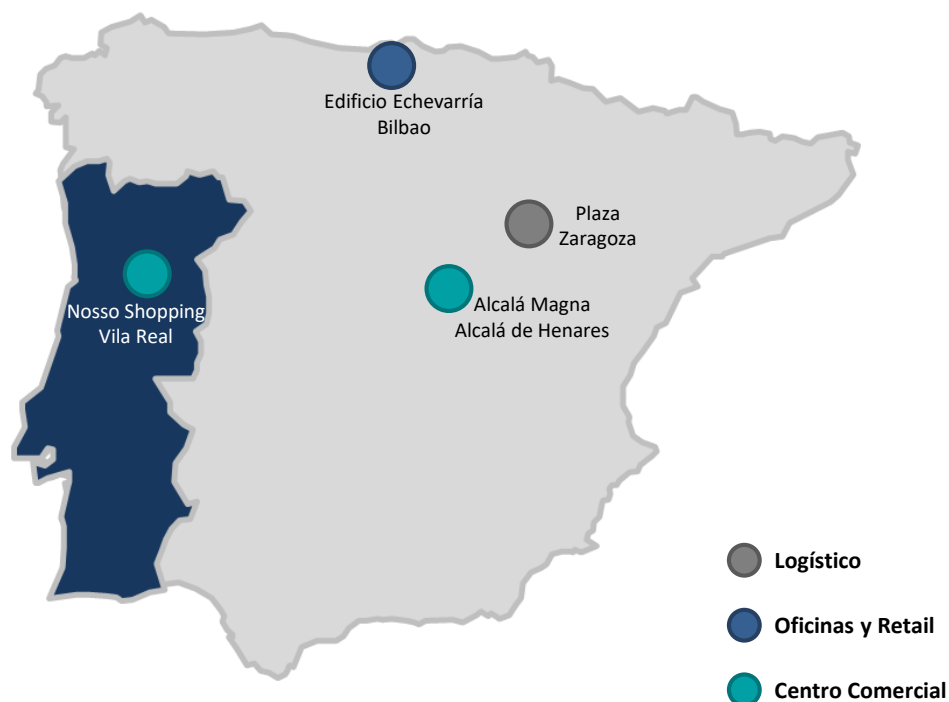 Edificio Echevarría
Bilbao
Plaza
Zaragoza
Nosso Shopping
Vila Real
Alcalá Magna
Alcalá de Henares
Logístico
Oficinas y Retail
Centro Comercial